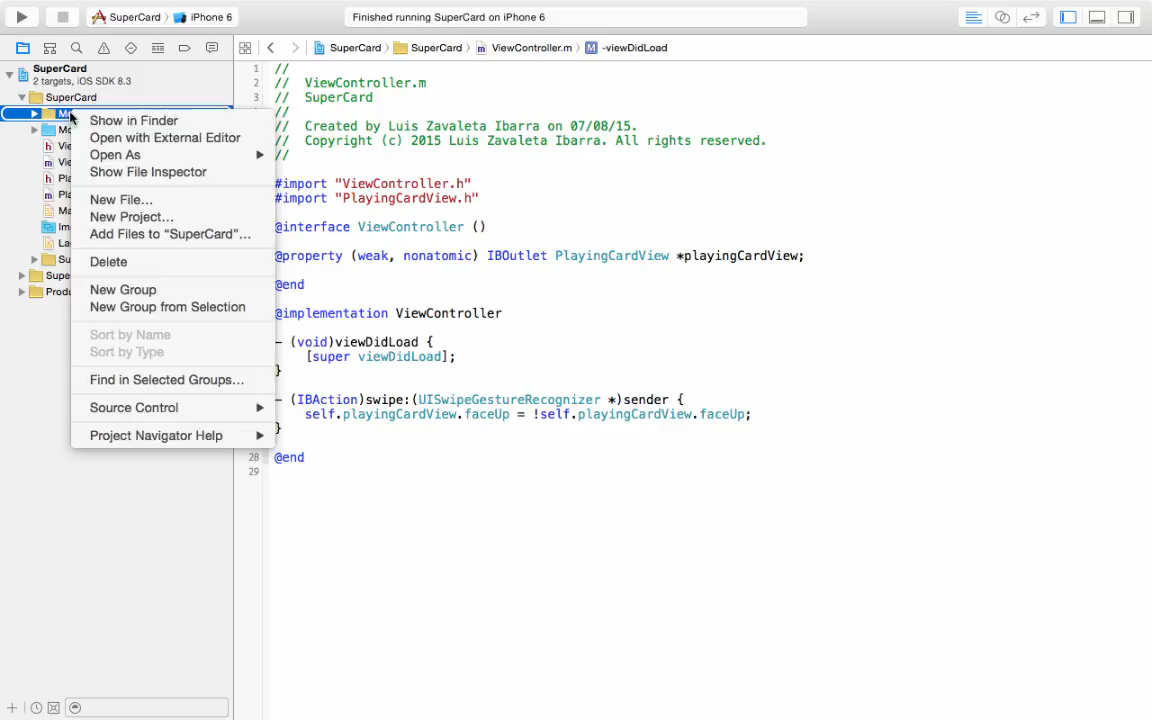 SuperCard
iPhone 6
Finished running SuperCard on iPhone 6
SuperCard
SuperCard
ViewController.m
M
-viewDidLoad
SuperCard
2 targets, iOS SDK 8.3
SuperCard
Show in Finder
Open with External Editor
Open As
Show File Inspector
New File...
New Project...
Add Files to “SuperCard”...
Delete
New Group
New Group from Selection
Sort by Name
Sort by Type
Find in Selected Groups...
Source Control
Project Navigator Help
1 //
2 // ViewController.m
3 // SuperCard
//
// Created by Luis Zavaleta Ibarra on 07/08/15.
// Copyright (c) 2015 Luis Zavaleta Ibarra. All rights reserved.
//
#import "ViewController.h"
#import "PlayingCardView.h"
@interface ViewController ()
@property (weak, nonatomic) IBOutlet PlayingCardView *playingCardView;
@end
@implementation ViewController
- (void)viewDidLoad {
[super viewDidLoad];
}
- (IBAction)swipe:(UISwipeGestureRecognizer *)sender {
self.playingCardView.faceUp = !self.playingCardView.faceUp;
}
28 @end
29